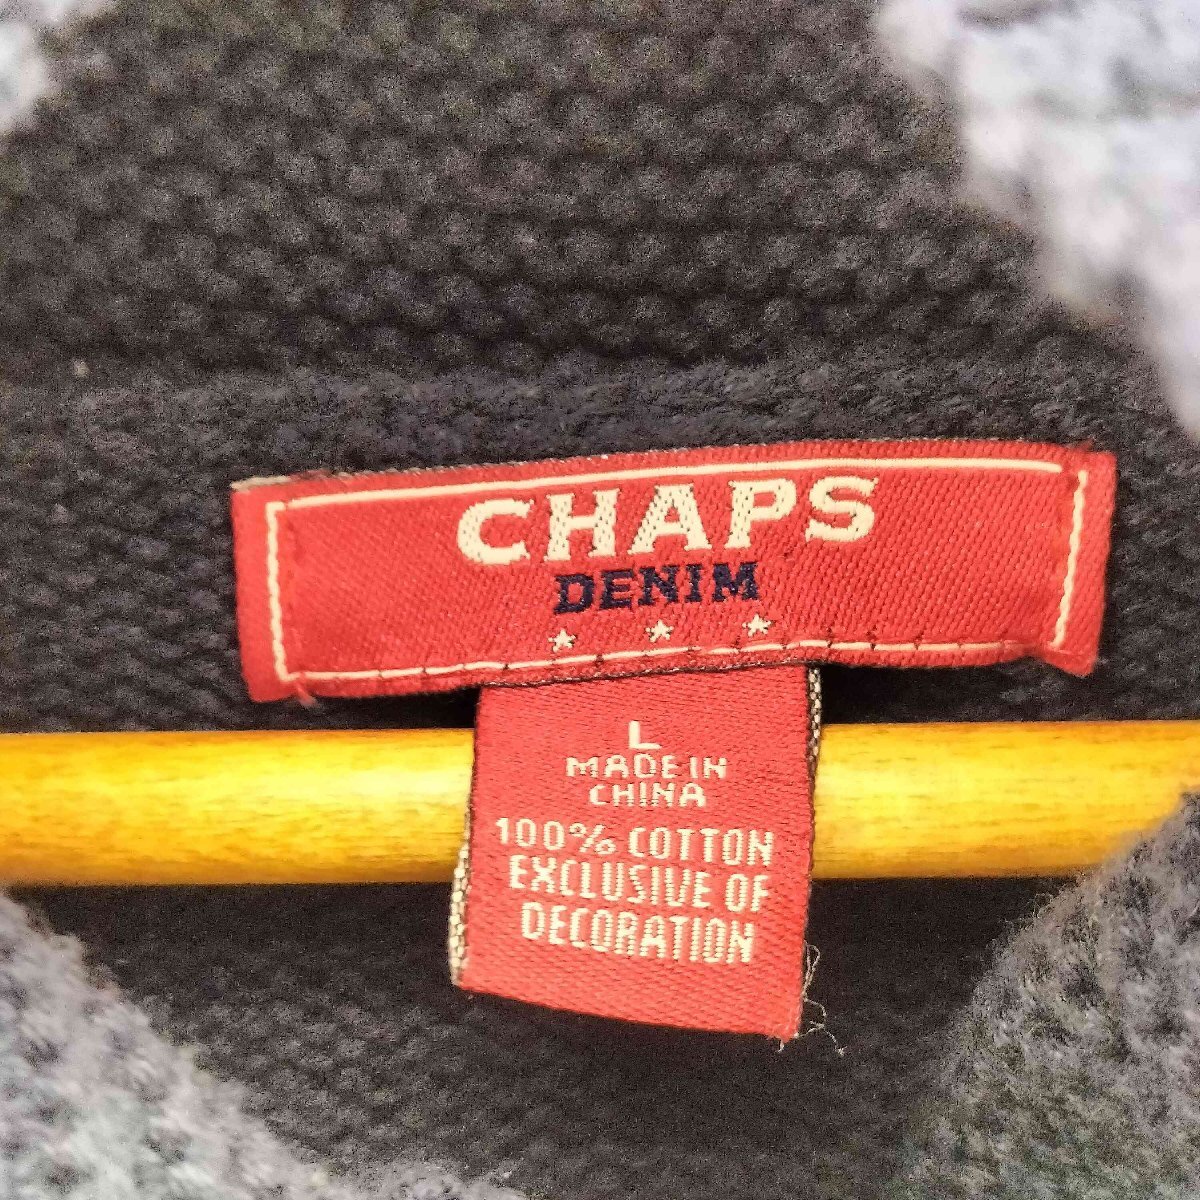 CHAPS
DENIM
L
MADE IN
CHINA
100% COTTON
EXCLUSIVE OF
DECORATION